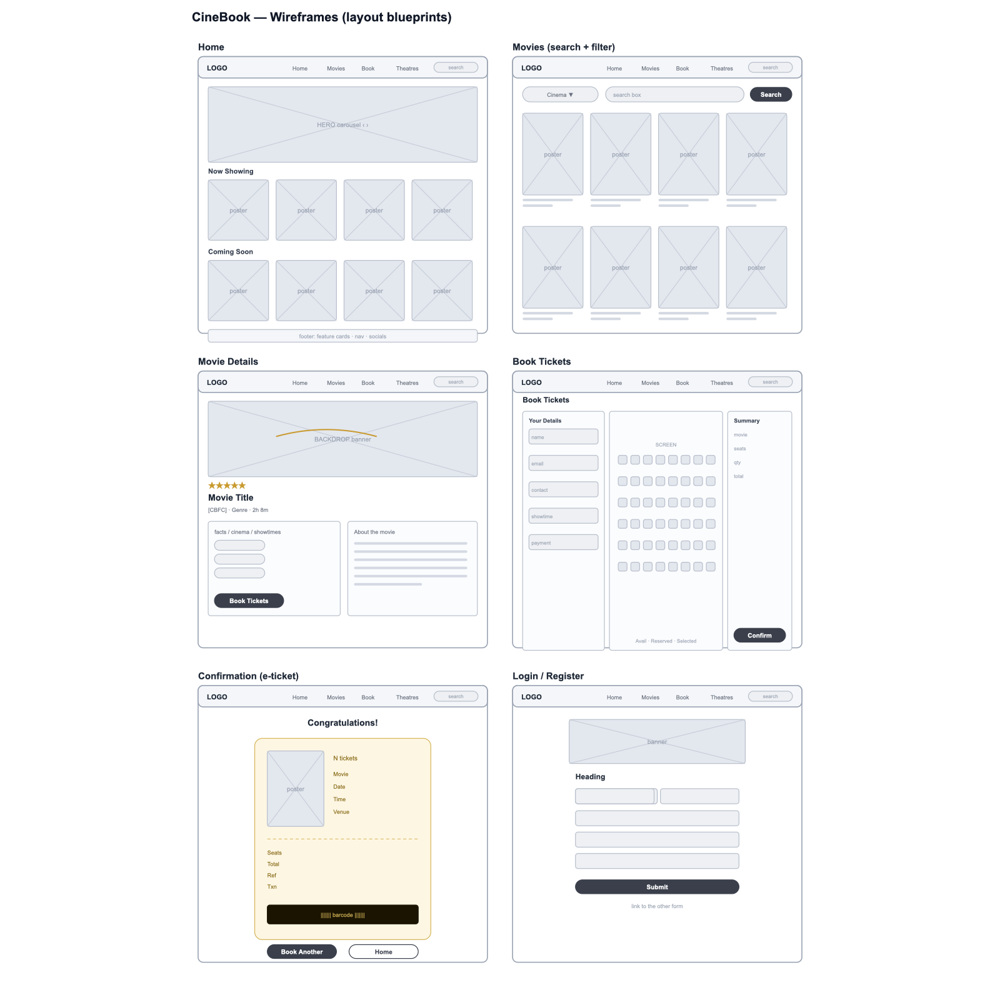 CineBook — Wireframes (layout blueprints)
Home
LOGO Home Movies Book Theatres search
HERO carousel ‹ ›
Now Showing
poster poster poster poster
Coming Soon
poster poster poster poster
footer: feature cards · nav · socials
Movies (search + filter)
LOGO Home Movies Book Theatres search
Cinema ▼ search box Search
poster poster poster poster
poster poster poster poster
Movie Details
LOGO Home Movies Book Theatres search
BACKDROP banner
★★★★★
Movie Title
[CBFC] · Genre · 2h 8m
facts / cinema / showtimes
Book Tickets
About the movie
Book Tickets
LOGO Home Movies Book Theatres search
Book Tickets
Your Details
name
email
contact
showtime
payment
SCREEN
Avail · Reserved · Selected
Summary
movie
seats
qty
total
Confirm
Confirmation (e-ticket)
LOGO Home Movies Book Theatres search
Congratulations!
poster
N tickets
Movie
Date
Time
Venue
Seats
Total
Ref
Txn
||||||| barcode |||||||
Book Another Home
Login / Register
LOGO Home Movies Book Theatres search
banner
Heading
Submit
link to the other form